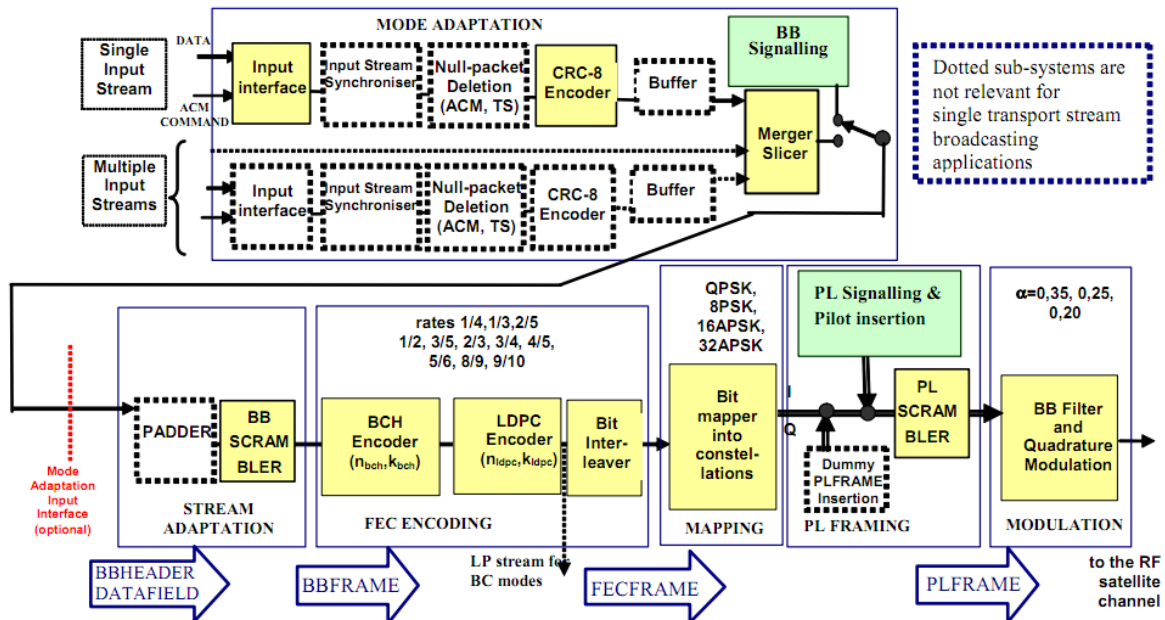 MODE ADAPTATION
Single
Input
Stream
DATA
ACM
COMMAND
Input
interface
Input Stream
Synchroniser
Null-packet
Deletion
(ACM, TS)
CRC-8
Encoder
Buffer
BB
Signalling
Merger
Slicer
Dotted sub-systems are
not relevant for
single transport stream
broadcasting
applications
Multiple
Input
Streams
Input
interface
Input Stream
Synchroniser
Null-packet
Deletion
(ACM, TS)
CRC-8
Encoder
Buffer
Mode
Adaptation
Input
Interface
(optional)
PADDER
BB
SCRAM
BLER
STREAM
ADAPTATION
rates 1/4,1/3,2/5
1/2, 3/5, 2/3, 3/4, 4/5,
5/6, 8/9, 9/10
BCH
Encoder
(nbch,kbch)
LDPC
Encoder
(nldpc,kldpc)
Bit
Inter-
leaver
FEC ENCODING
LP stream for
BC modes
QPSK,
8PSK,
16APSK,
32APSK
Bit
mapper
into
constel-
lations
MAPPING
I
Q
PL Signalling &
Pilot insertion
PL
SCRAM
BLER
Dummy
PLFRAME
Insertion
PL FRAMING
α=0,35, 0,25,
0,20
BB Filter
and
Quadrature
Modulation
MODULATION
BBHEADER
DATAFIELD
BBFRAME
FECFRAME
PLFRAME
to the RF
satellite
channel